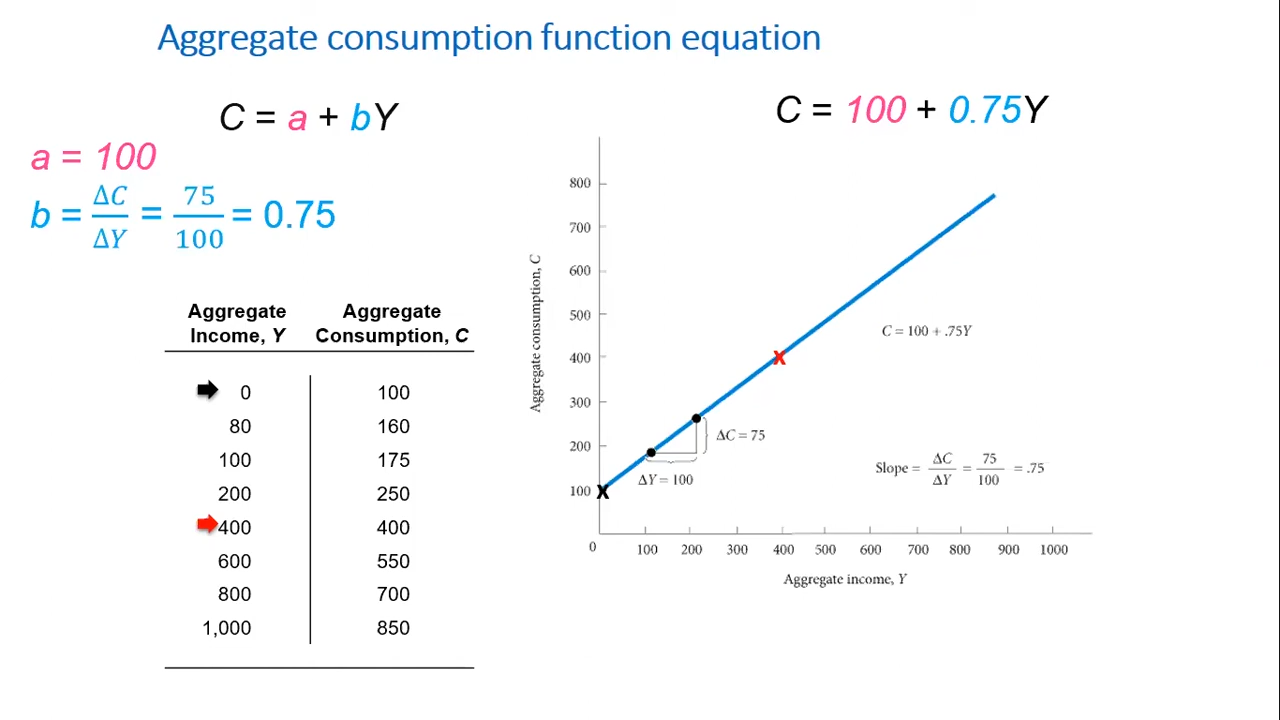 Aggregate consumption function equation
C = a + bY
a = 100
b = ΔC/ΔY = 75/100 = 0.75
Aggregate Income, Y
Aggregate Consumption, C
0 100
80 160
100 175
200 250
400 400
600 550
800 700
1,000 850
C = 100 + 0.75Y
Aggregate consumption, C
800
700
600
500
400
300
200
100
X
X
C = 100 + .75Y
ΔC = 75
ΔY = 100
Slope = ΔC/ΔY = 75/100 = .75
0 100 200 300 400 500 600 700 800 900 1000
Aggregate income, Y